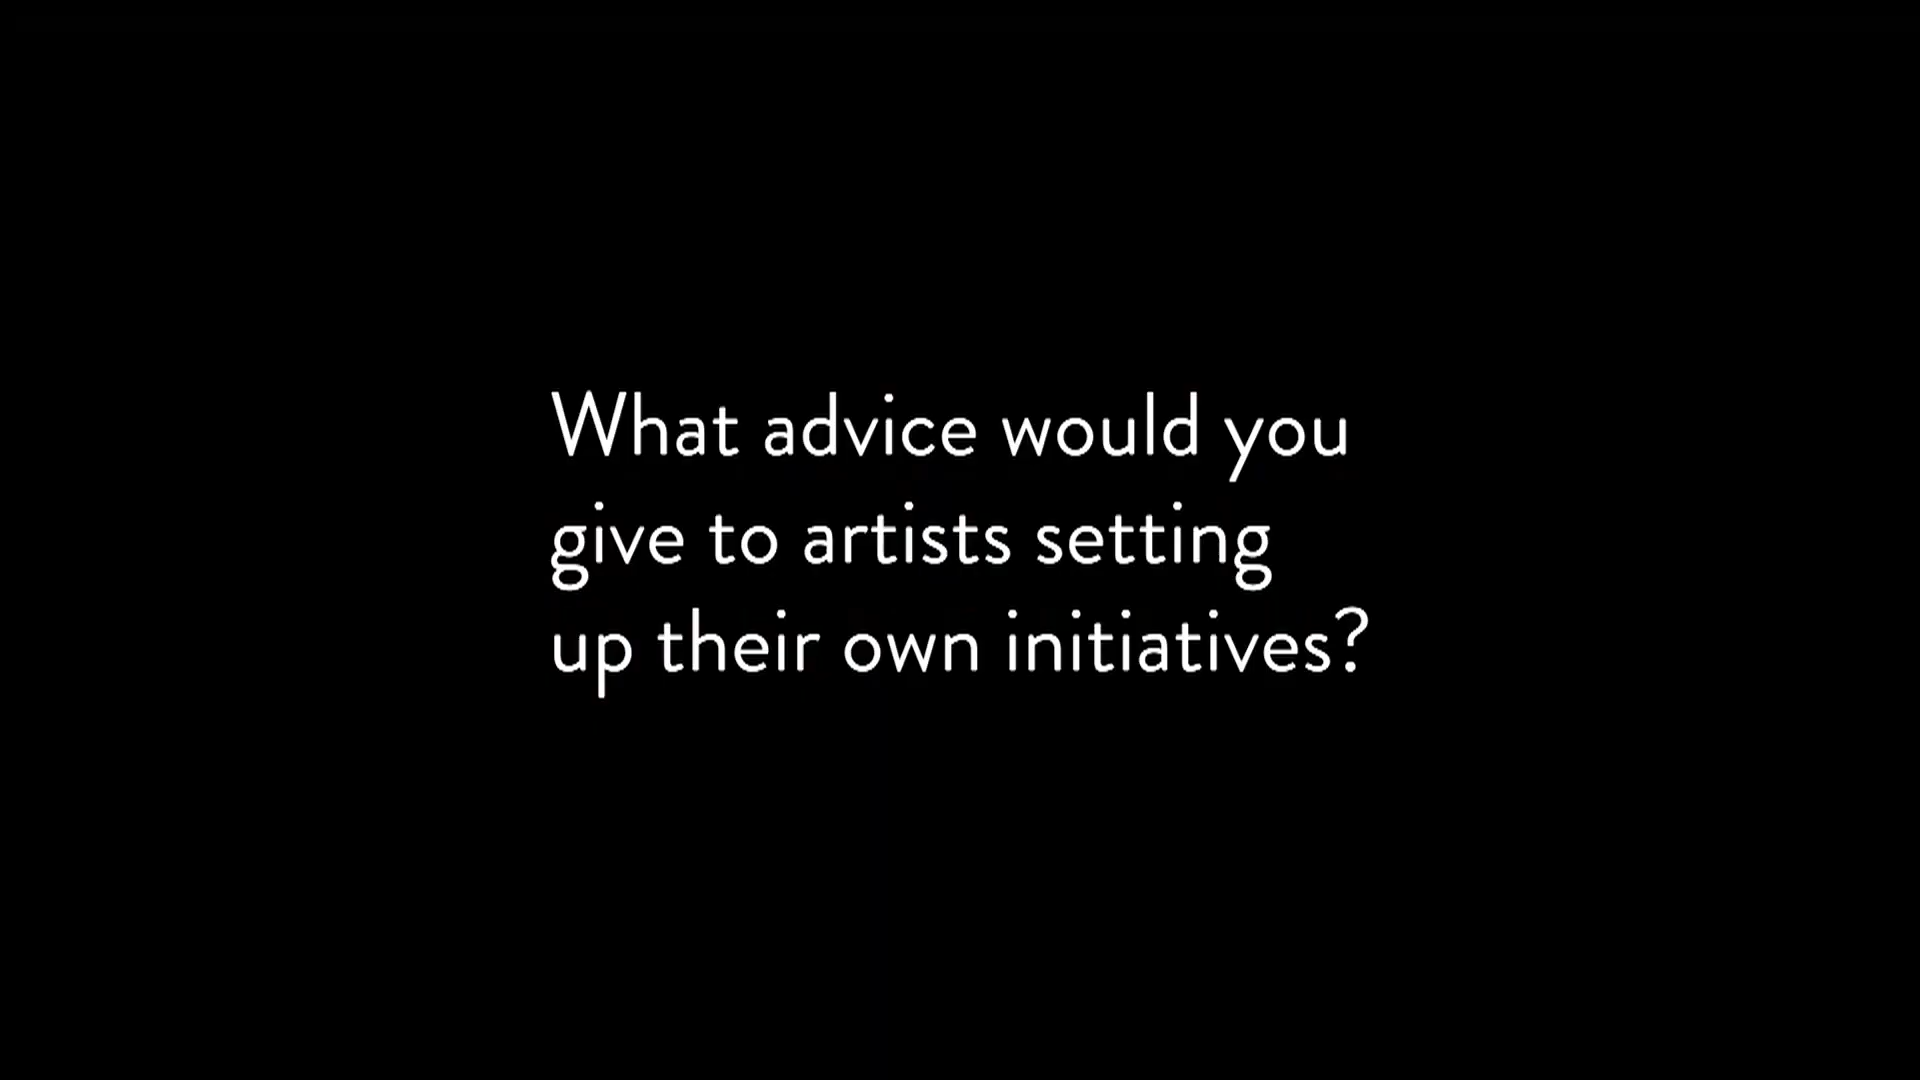 What advice would you
give to artists setting
up their own initiatives?